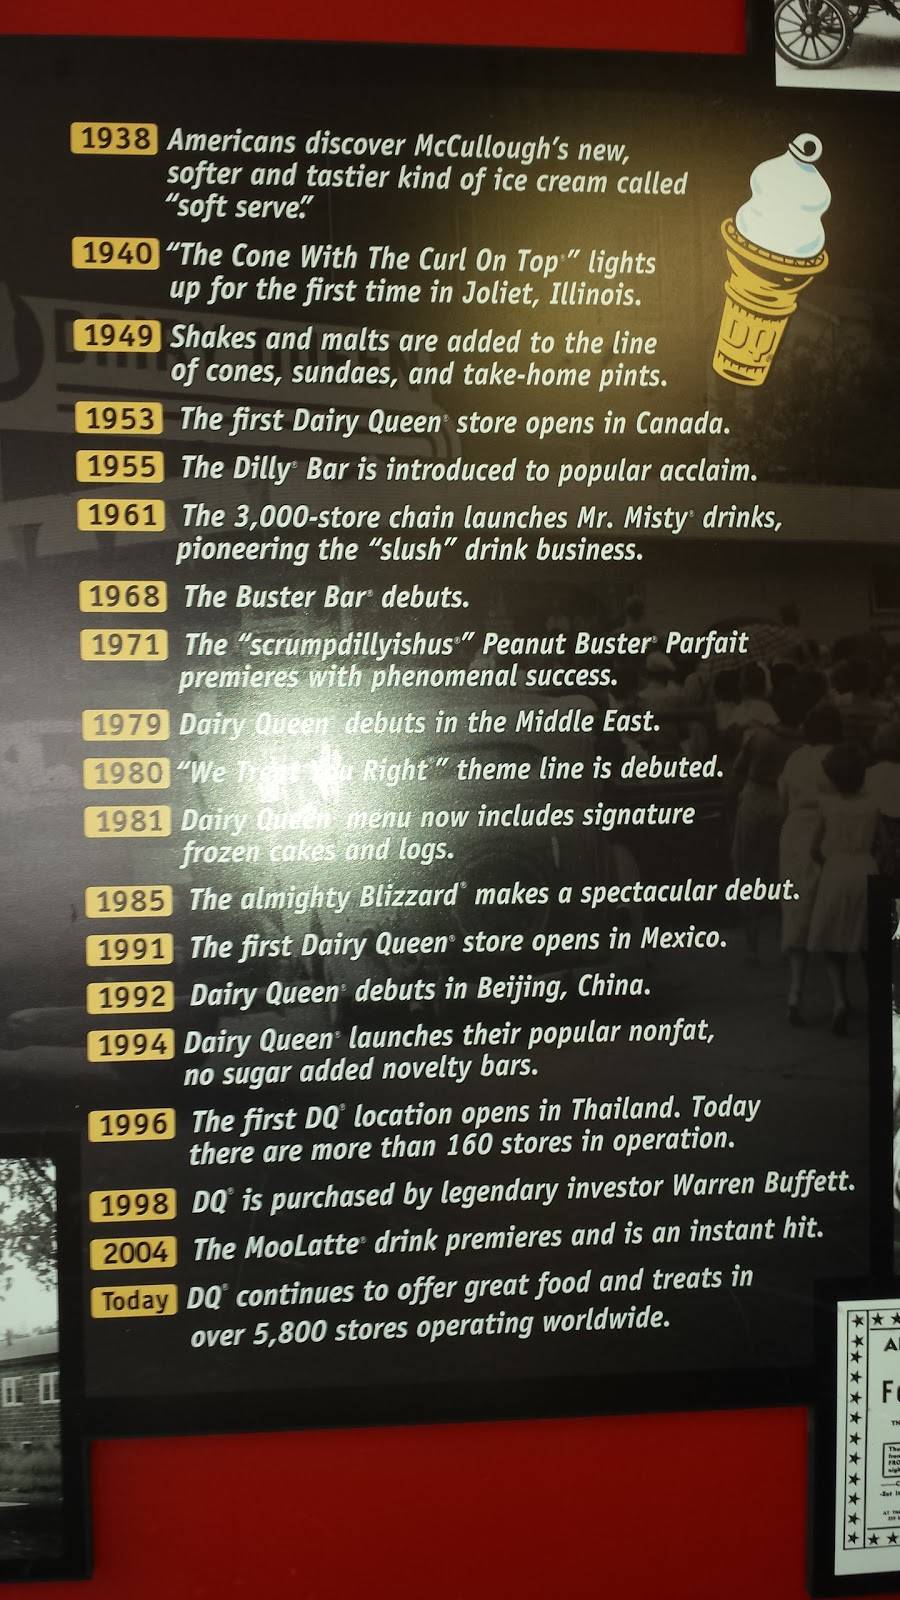 1938 Americans discover McCullough's new,
softer and tastier kind of ice cream called
"soft serve."
1940 "The Cone With The Curl On Top®" lights
up for the first time in Joliet, Illinois.
1949 Shakes and malts are added to the line
of cones, sundaes, and take-home pints.
DQ
1953 The first Dairy Queen® store opens in Canada.
1955 The Dilly® Bar is introduced to popular acclaim.
1961 The 3,000-store chain launches Mr. Misty® drinks,
pioneering the "slush" drink business.
1968 The Buster Bar® debuts.
1971 The "scrumpdillyishus®" Peanut Buster® Parfait
premieres with phenomenal success.
1979 Dairy Queen® debuts in the Middle East.
1980 "We Treat You Right®" theme line is debuted.
1981 Dairy Queen® menu now includes signature
frozen cakes and logs.
1985 The almighty Blizzard® makes a spectacular debut.
1991 The first Dairy Queen® store opens in Mexico.
1992 Dairy Queen® debuts in Beijing, China.
1994 Dairy Queen® launches their popular nonfat,
no sugar added novelty bars.
1996 The first DQ® location opens in Thailand. Today
there are more than 160 stores in operation.
1998 DQ® is purchased by legendary investor Warren Buffett.
2004 The MooLatte® drink premieres and is an instant hit.
Today DQ® continues to offer great food and treats in
over 5,800 stores operating worldwide.